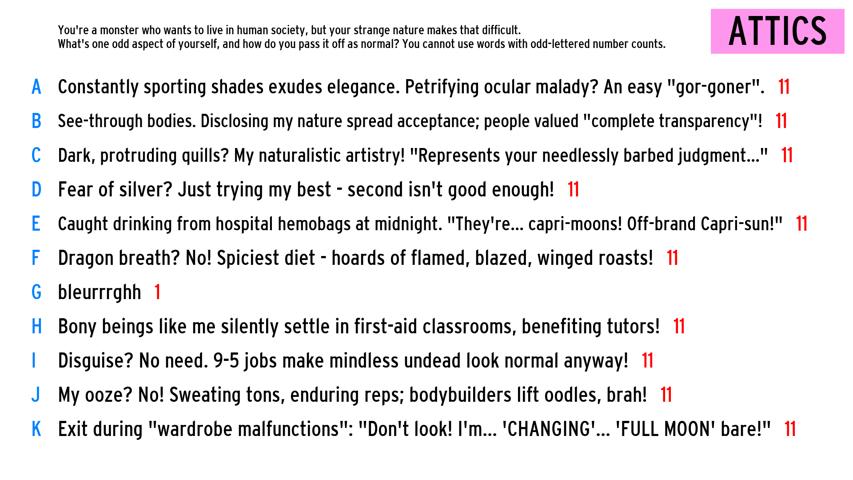 You're a monster who wants to live in human society, but your strange nature makes that difficult.
What's one odd aspect of yourself, and how do you pass it off as normal? You cannot use words with odd-lettered number counts.
ATTICS
A Constantly sporting shades exudes elegance. Petrifying ocular malady? An easy "gor-goner". 11
B See-through bodies. Disclosing my nature spread acceptance; people valued "complete transparency"! 11
C Dark, protruding quills? My naturalistic artistry! "Represents your needlessly barbed judgment..." 11
D Fear of silver? Just trying my best - second isn't good enough! 11
E Caught drinking from hospital hemobags at midnight. "They're... capri-moons! Off-brand Capri-sun!" 11
F Dragon breath? No! Spiciest diet - hoards of flamed, blazed, winged roasts! 11
G bleurrrghh 1
H Bony beings like me silently settle in first-aid classrooms, benefiting tutors! 11
I Disguise? No need. 9-5 jobs make mindless undead look normal anyway! 11
J My ooze? No! Sweating tons, enduring reps; bodybuilders lift oodles, brah! 11
K Exit during "wardrobe malfunctions": "Don't look! I'm... 'CHANGING'... 'FULL MOON' bare!" 11